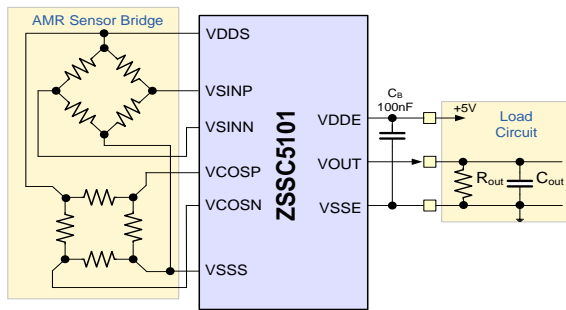 AMR Sensor Bridge
VDDS
VSINP
VSINN
VCOSP
VCOSN
VSSS
ZSSC5101
VDDE
VOUT
VSSE
CB
100nF
+5V
Load
Circuit
Rout
Cout